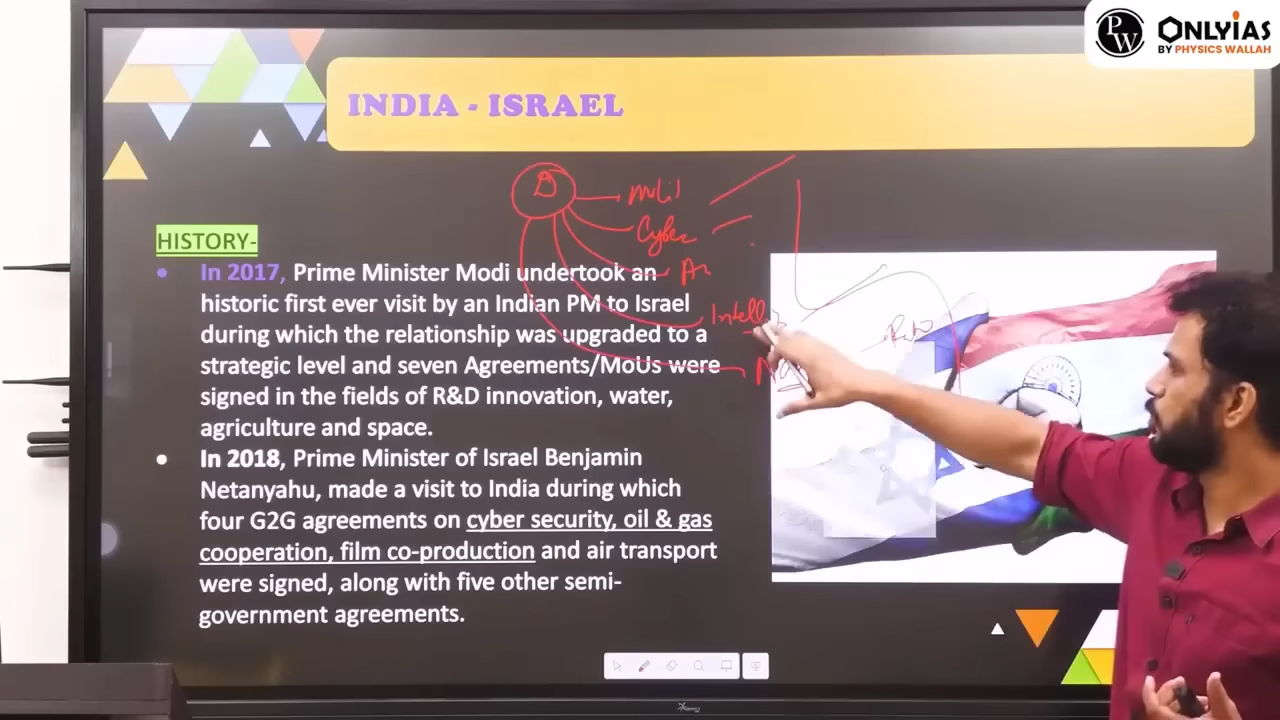 PW
ONLYIAS
BY PHYSICS WALLAH
INDIA - ISRAEL
D
Cyber
HISTORY-
• In 2017, Prime Minister Modi undertook an
historic first ever visit by an Indian PM to Israel
during which the relationship was upgraded to a
strategic level and seven Agreements/MoUs were
signed in the fields of R&D innovation, water,
agriculture and space.
• In 2018, Prime Minister of Israel Benjamin
Netanyahu, made a visit to India during which
four G2G agreements on cyber security, oil & gas
cooperation, film co-production and air transport
were signed, along with five other semi-
government agreements.